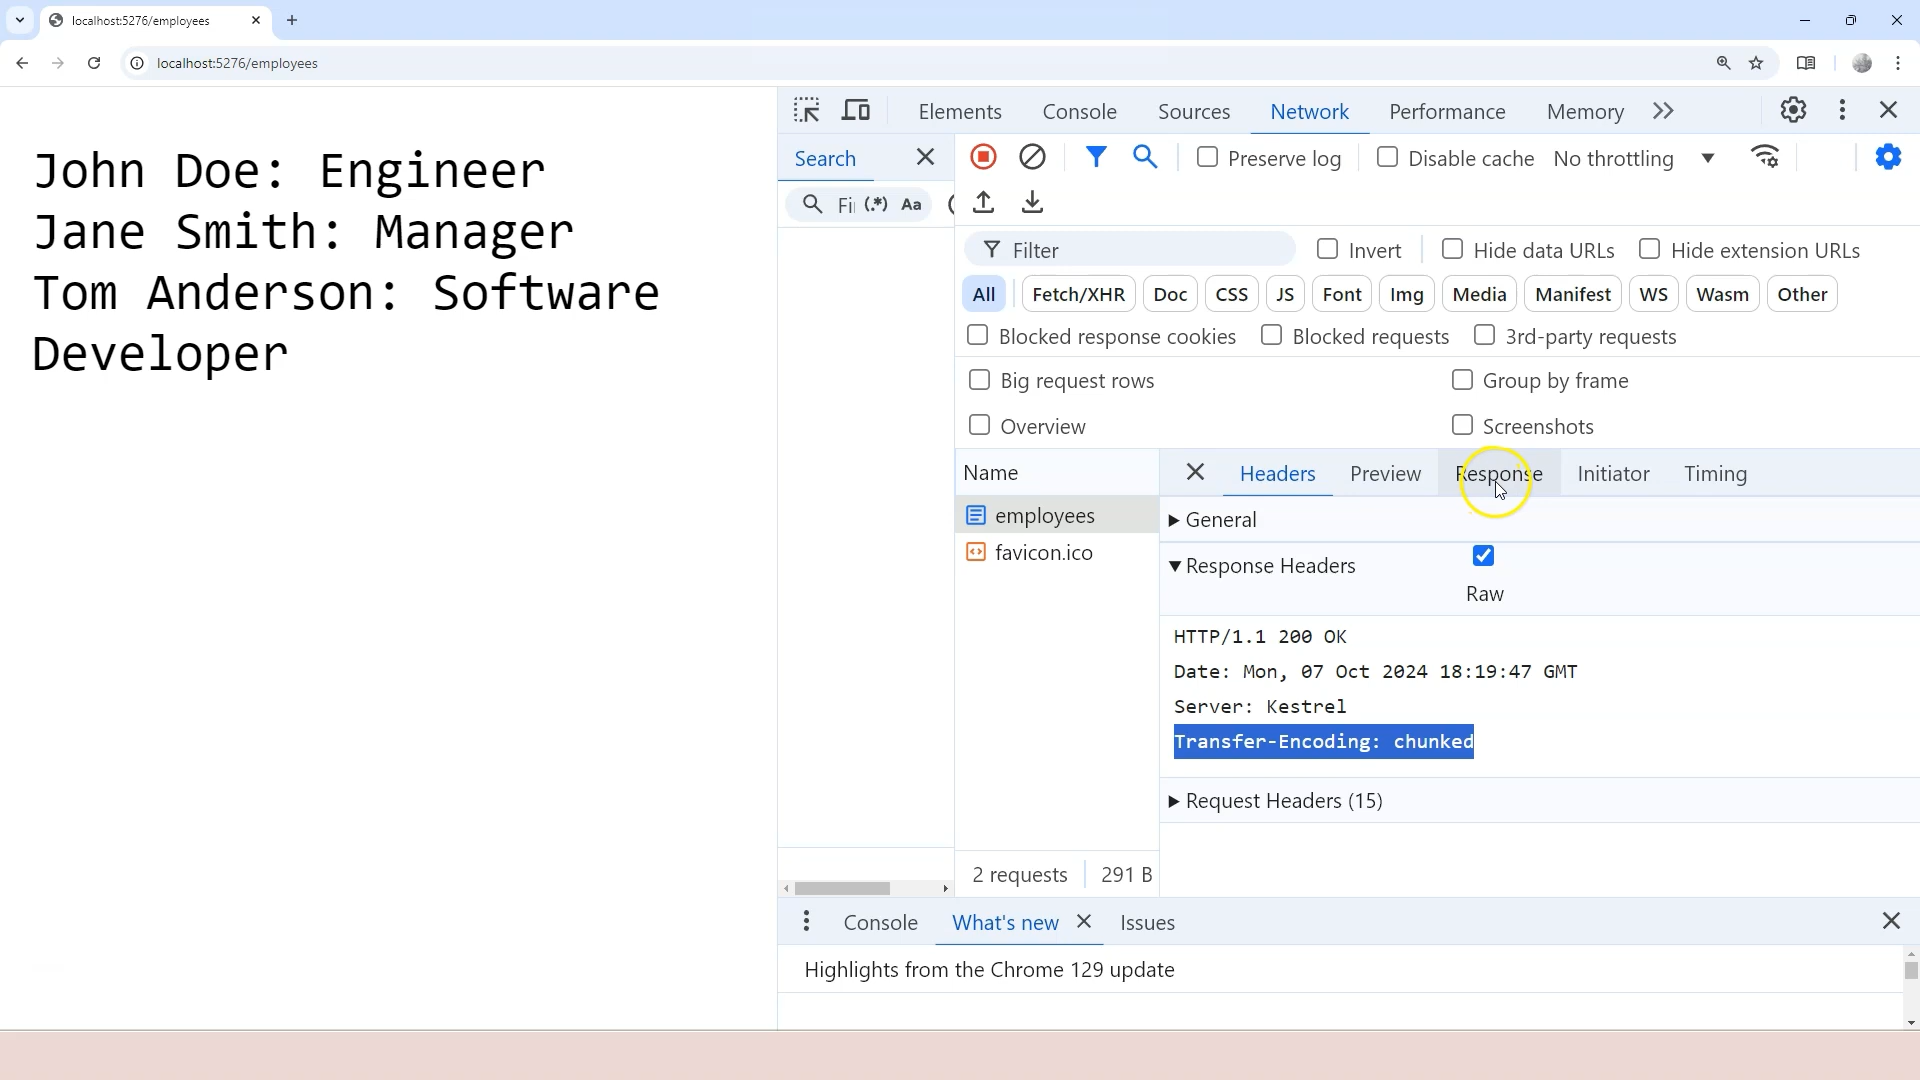 localhost:5276/employees
localhost:5276/employees
John Doe: Engineer
Jane Smith: Manager
Tom Anderson: Software
Developer
Elements Console Sources Network Performance Memory
Search
Preserve log Disable cache No throttling
Fi (.*) Aa
Filter Invert Hide data URLs Hide extension URLs
All Fetch/XHR Doc CSS JS Font Img Media Manifest WS Wasm Other
Blocked response cookies Blocked requests 3rd-party requests
Big request rows Group by frame
Overview Screenshots
Name Headers Preview Response Initiator Timing
employees
favicon.ico
General
Response Headers
Raw
HTTP/1.1 200 OK
Date: Mon, 07 Oct 2024 18:19:47 GMT
Server: Kestrel
Transfer-Encoding: chunked
Request Headers (15)
2 requests 291 B
Console What's new Issues
Highlights from the Chrome 129 update